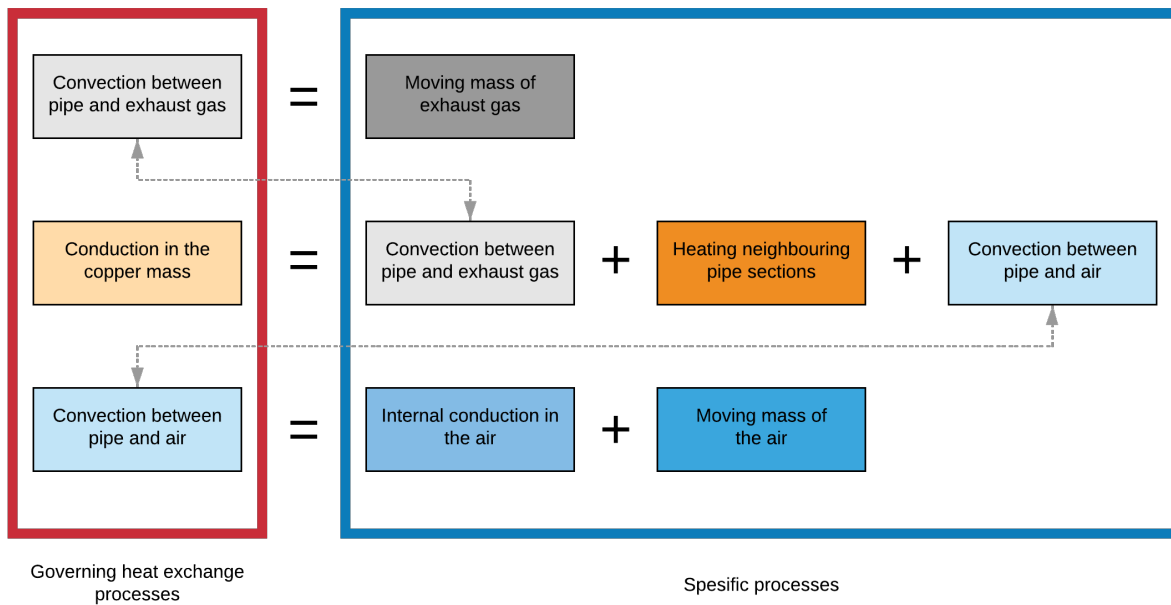 Convection between
pipe and exhaust gas
=
Moving mass of
exhaust gas
Conduction in the
copper mass
=
Convection between
pipe and exhaust gas
+
Heating neighbouring
pipe sections
+
Convection between
pipe and air
Convection between
pipe and air
=
Internal conduction in
the air
+
Moving mass of
the air
Governing heat exchange
processes
Spesific processes